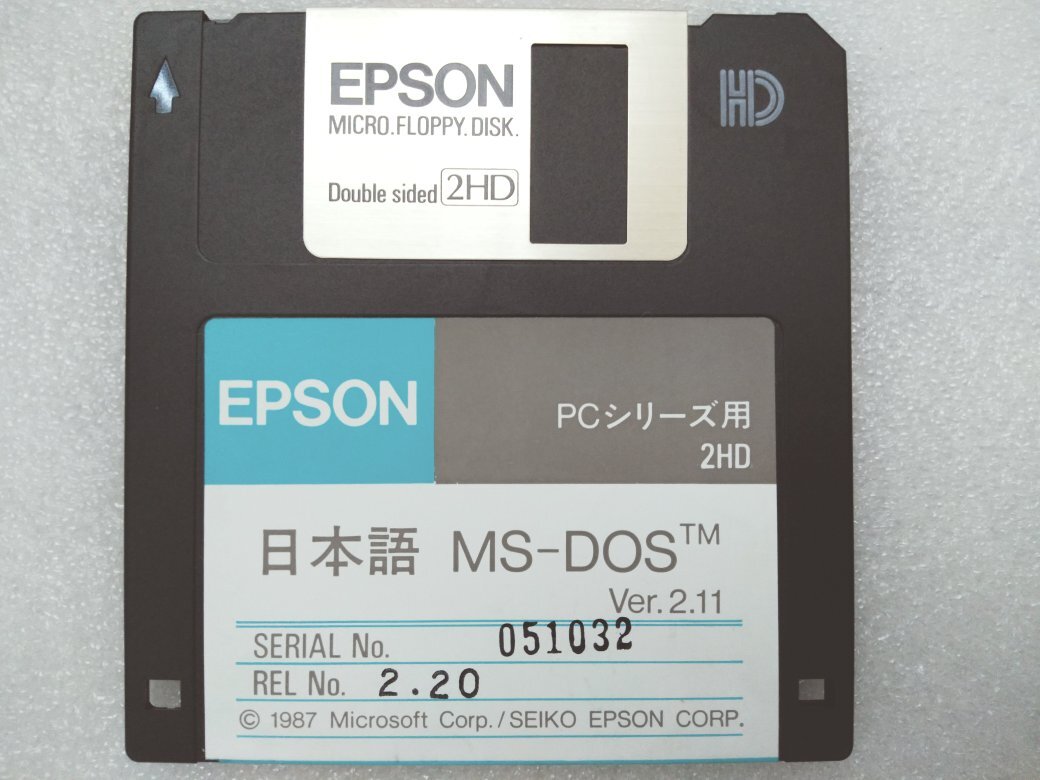 EPSON
MICRO.FLOPPY.DISK.
Double sided 2HD
HD
EPSON
PCシリーズ用
2HD
日本語 MS-DOS™
Ver. 2.11
SERIAL No. 051032
REL No. 2.20
© 1987 Microsoft Corp./SEIKO EPSON CORP.